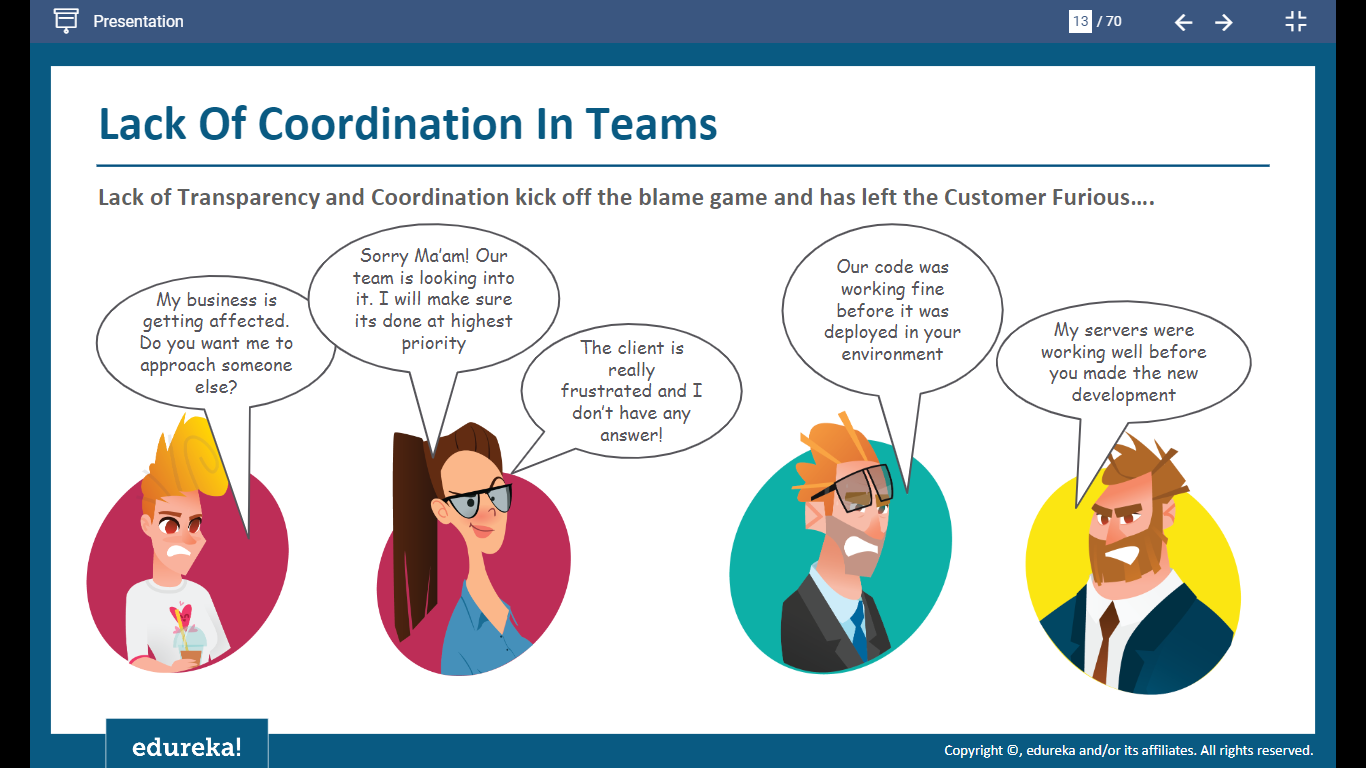 Presentation
13 / 70
Lack Of Coordination In Teams
Lack of Transparency and Coordination kick off the blame game and has left the Customer Furious....
My business is
getting affected.
Do you want me to
approach someone
else?
Sorry Ma'am! Our
team is looking into
it. I will make sure
its done at highest
priority
The client is
really
frustrated and I
don't have any
answer!
Our code was
working fine
before it was
deployed in your
environment
My servers were
working well before
you made the new
development
edureka!
Copyright ©, edureka and/or its affiliates. All rights reserved.